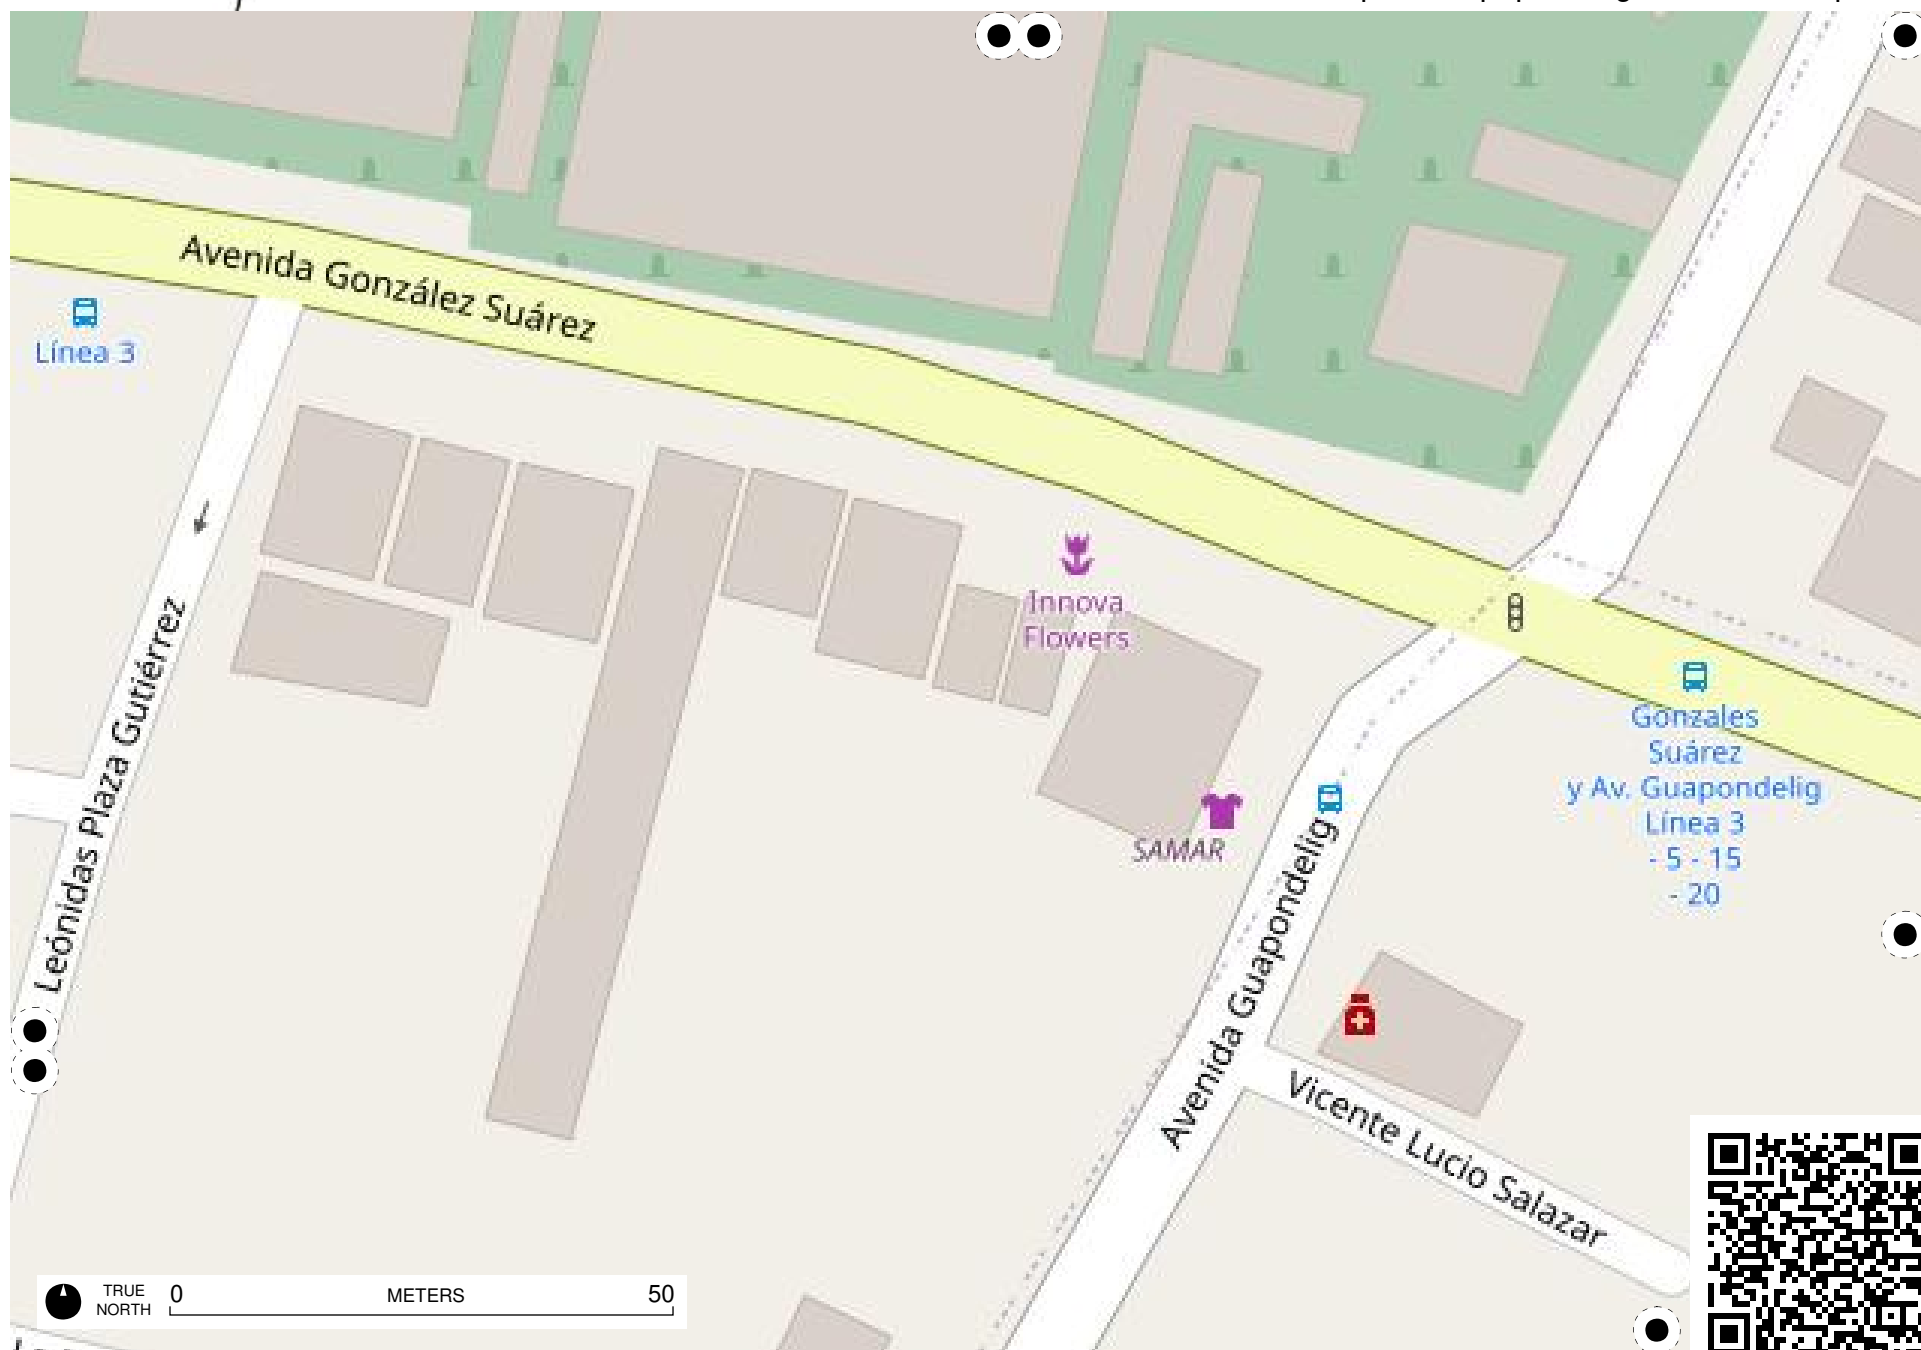 Avenida González Suárez
Línea 3
Innova
Flowers
Leónidas Plaza Gutiérrez
Gonzales
Suárez
y Av. Guapondelig
Línea 3
- 5 - 15
- 20
SAMAR
Avenida Guapondelig
Vicente Lucio Salazar
TRUE
NORTH
0 METERS 50